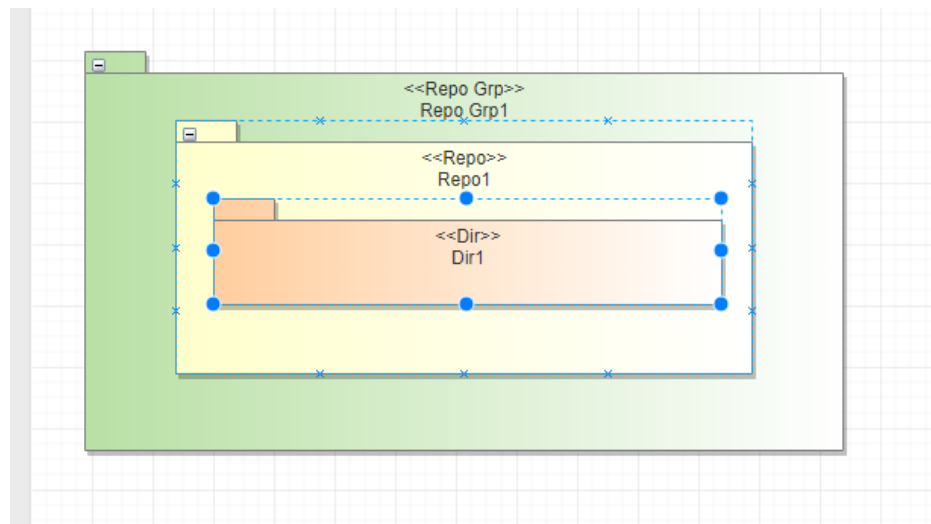 <<Repo Grp>>
Repo Grp1
<<Repo>>
Repo1
<<Dir>>
Dir1